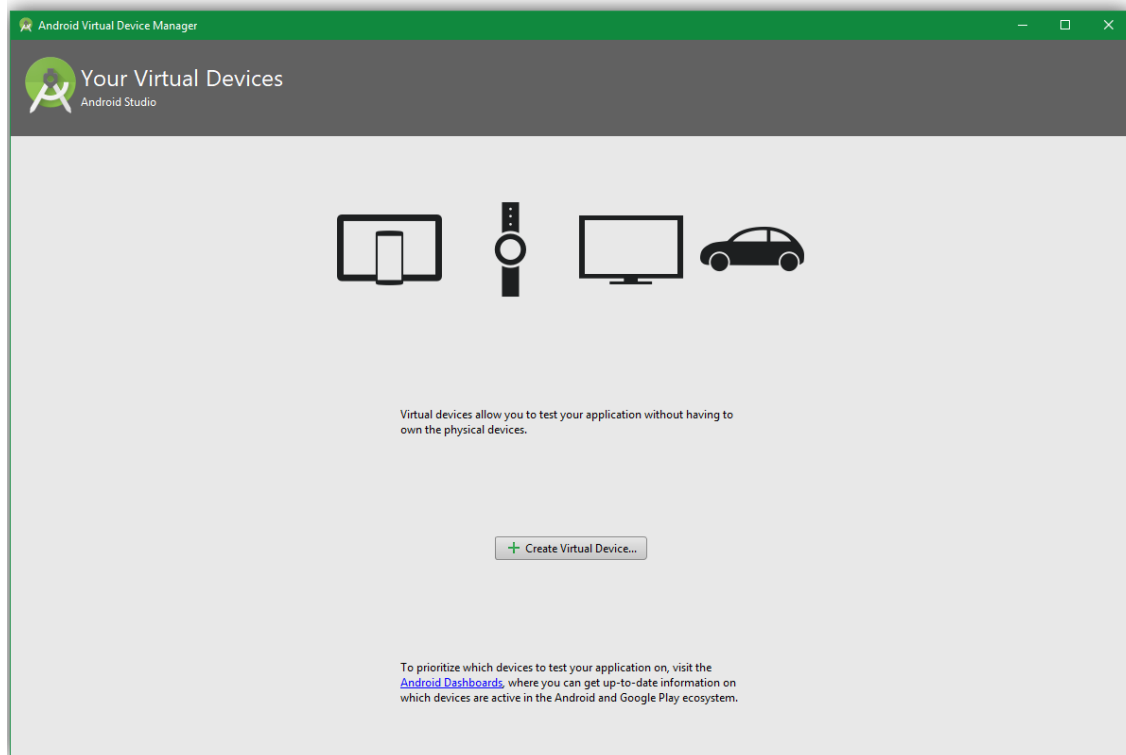 Android Virtual Device Manager
Your Virtual Devices
Android Studio
Virtual devices allow you to test your application without having to
own the physical devices.
Create Virtual Device...
To prioritize which devices to test your application on, visit the
Android Dashboards, where you can get up-to-date information on
which devices are active in the Android and Google Play ecosystem.